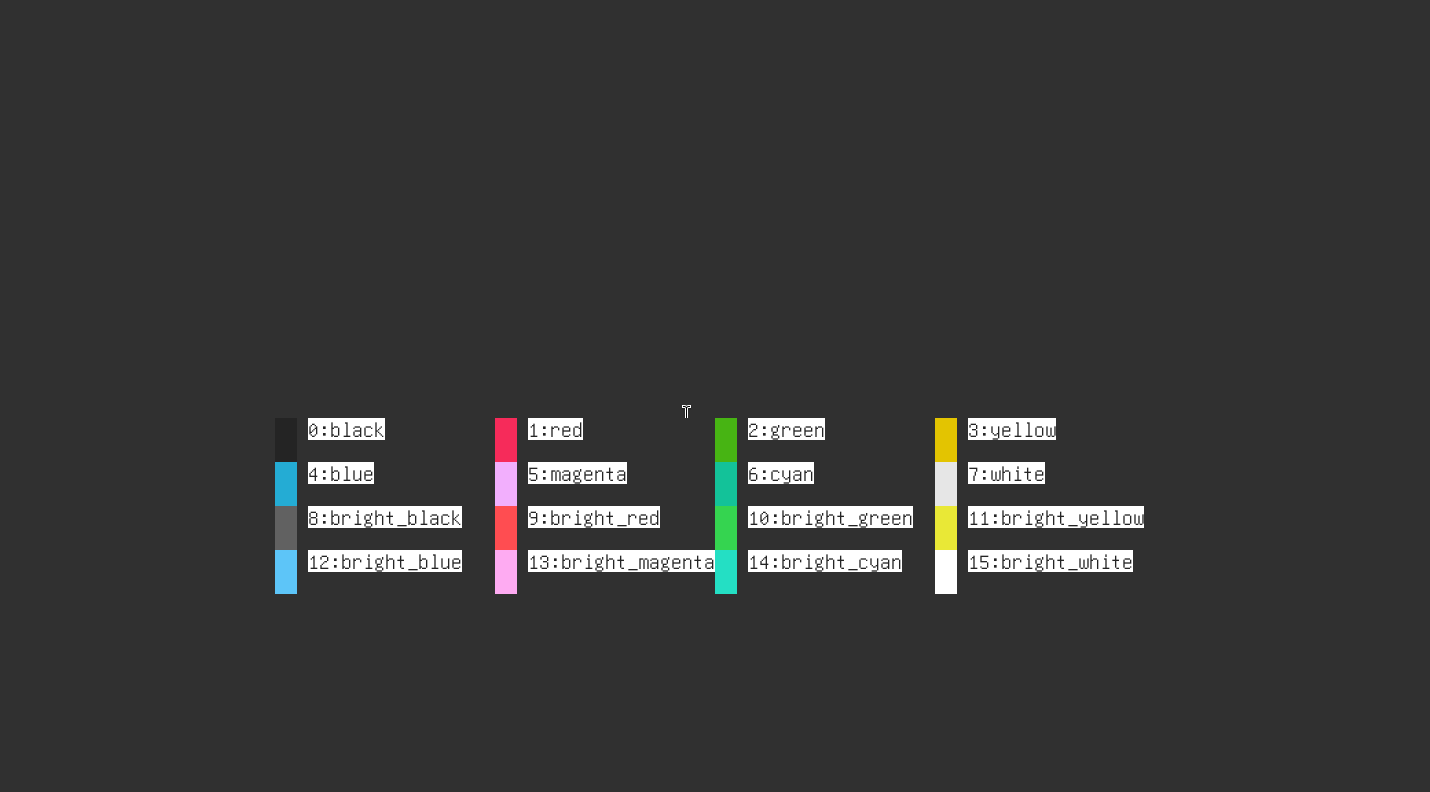 0:black 1:red 2:green 3:yellow
4:blue 5:magenta 6:cyan 7:white
8:bright_black 9:bright_red 10:bright_green 11:bright_yellow
12:bright_blue 13:bright_magenta 14:bright_cyan 15:bright_white